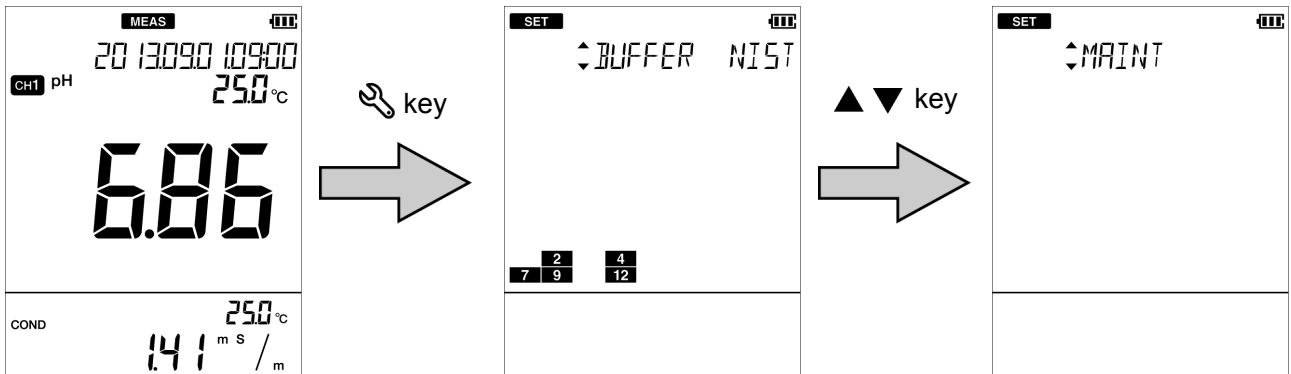 MEAS
2013.09.01.09:00
CH1 pH
25.0 °C
6.86
COND
25.0 °C
1.41 m S / m
key
SET
BUFFER NIST
2 4
7 9 12
▲ ▼ key
SET
MAINT